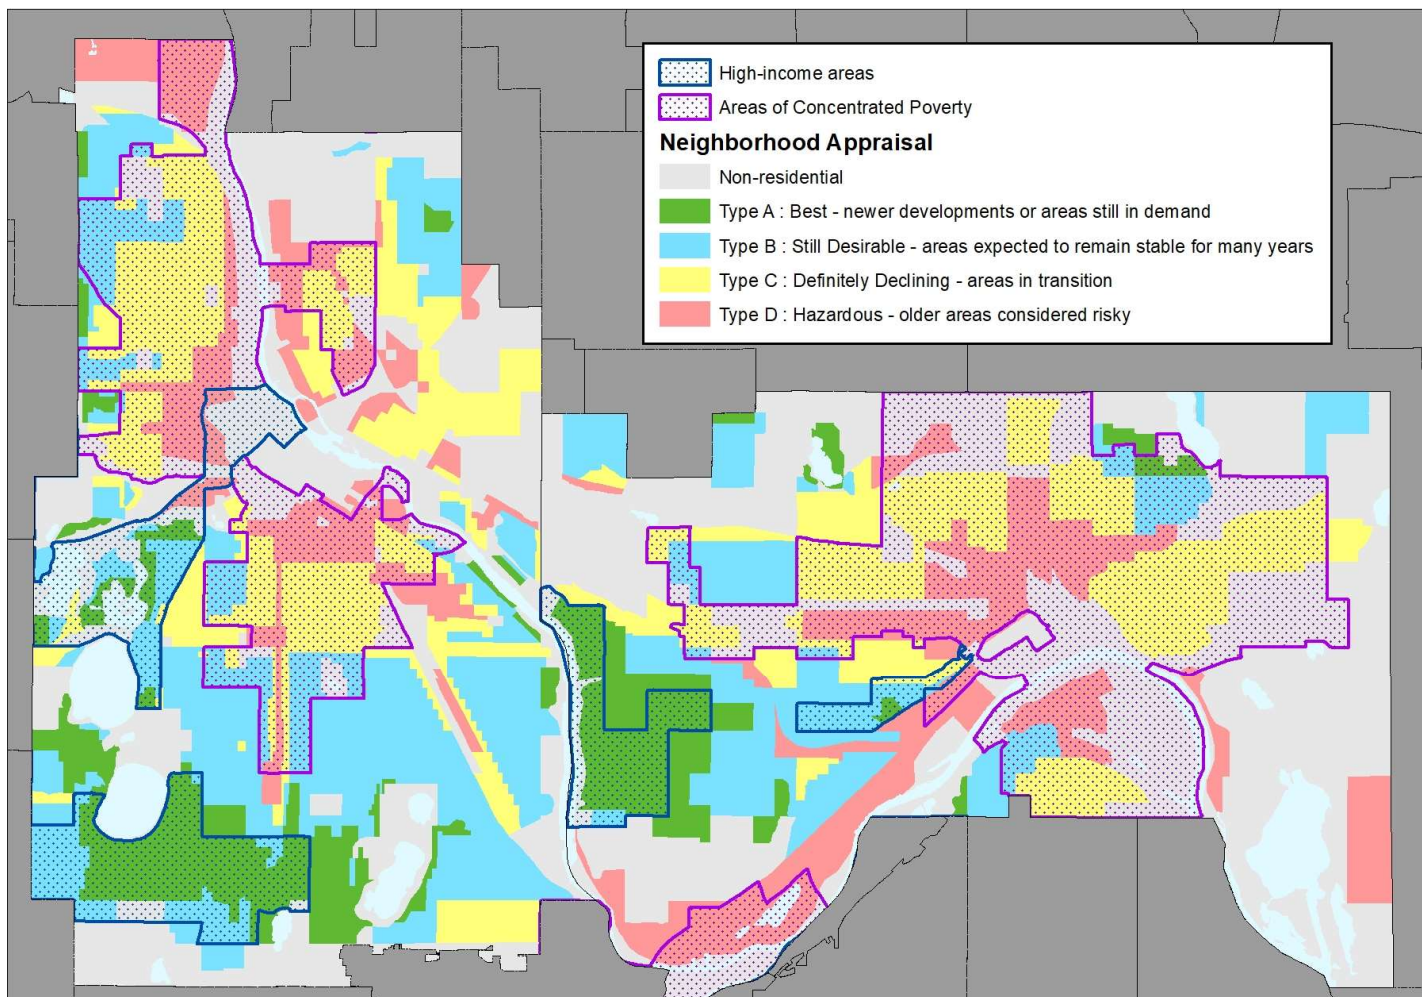 High-income areas
Areas of Concentrated Poverty
Neighborhood Appraisal
Non-residential
Type A : Best - newer developments or areas still in demand
Type B : Still Desirable - areas expected to remain stable for many years
Type C : Definitely Declining - areas in transition
Type D : Hazardous - older areas considered risky